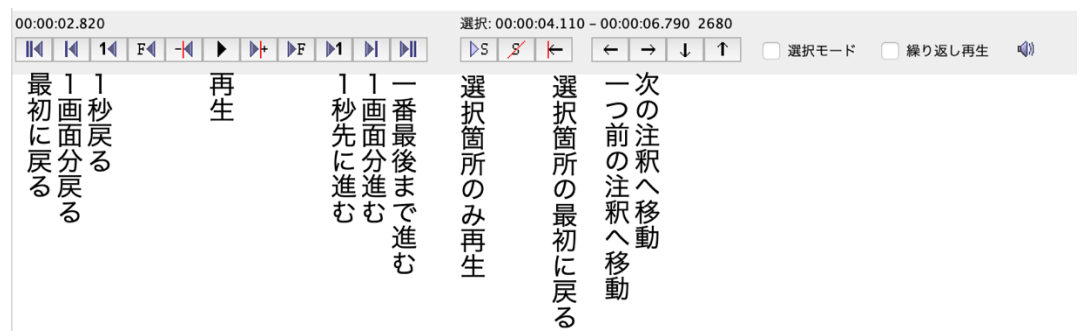 00:00:02.820
選択: 00:00:04.110 – 00:00:06.790 2680
1
F
-
+
F
1
S
S
← → ↓ ↑
選択モード
繰り返し再生
最初に戻る
1画面分戻る
1秒戻る
再生
1秒先に進む
1画面分進む
一番最後まで進む
選択箇所のみ再生
選択箇所の最初に戻る
一つ前の注釈へ移動
次の注釈へ移動